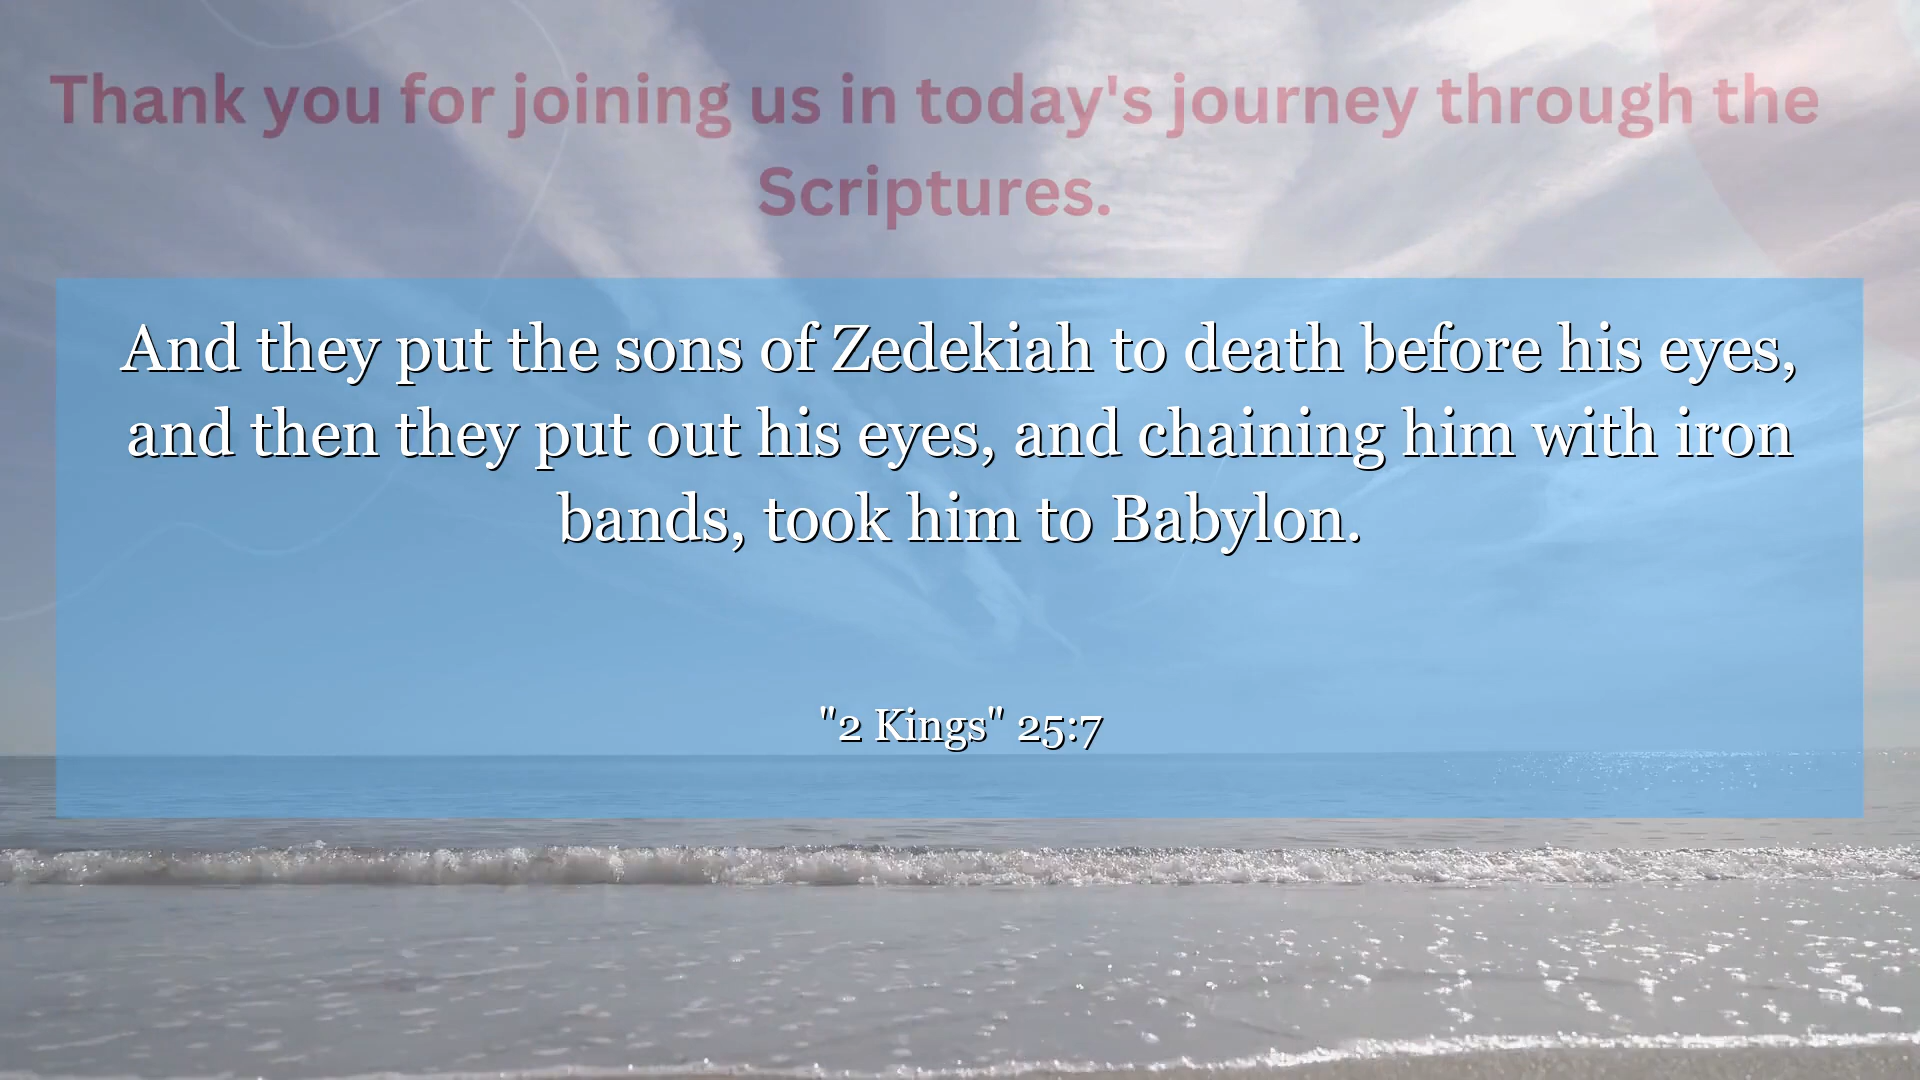 Thank you for joining us in today's journey through the
Scriptures.
And they put the sons of Zedekiah to death before his eyes,
and then they put out his eyes, and chaining him with iron
bands, took him to Babylon.
"2 Kings" 25:7